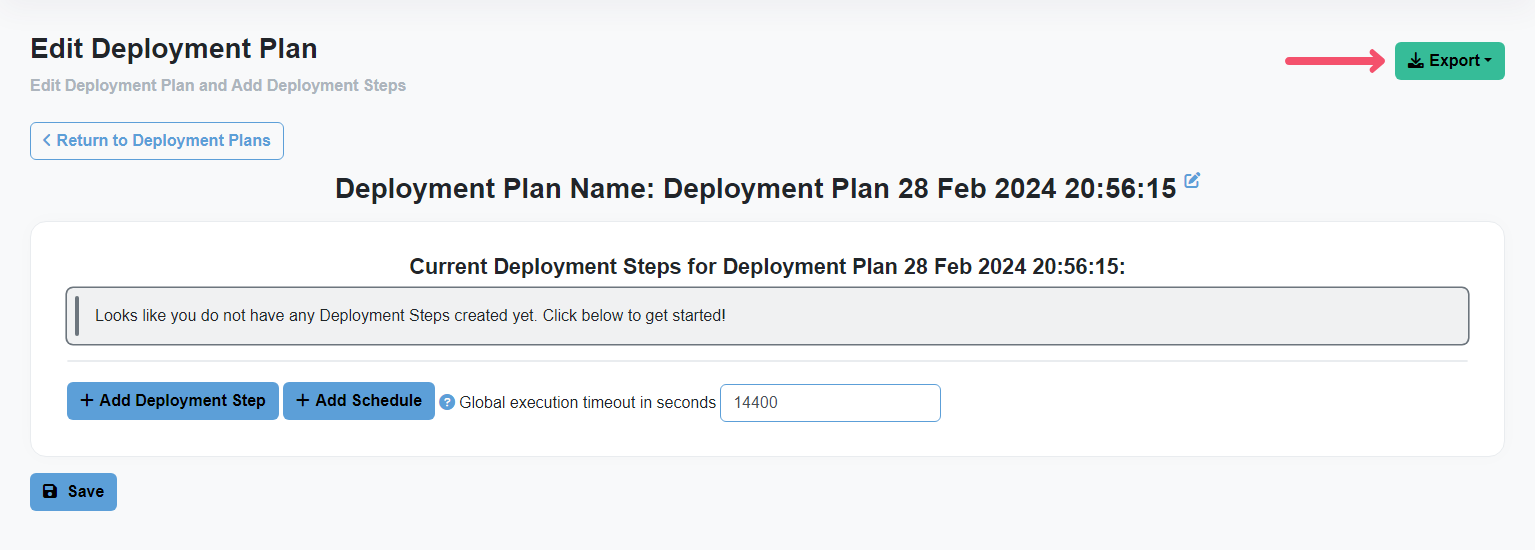 Edit Deployment Plan
Export
Edit Deployment Plan and Add Deployment Steps
Return to Deployment Plans
Deployment Plan Name: Deployment Plan 28 Feb 2024 20:56:15
Current Deployment Steps for Deployment Plan 28 Feb 2024 20:56:15:
Looks like you do not have any Deployment Steps created yet. Click below to get started!
+ Add Deployment Step + Add Schedule ? Global execution timeout in seconds 14400
Save